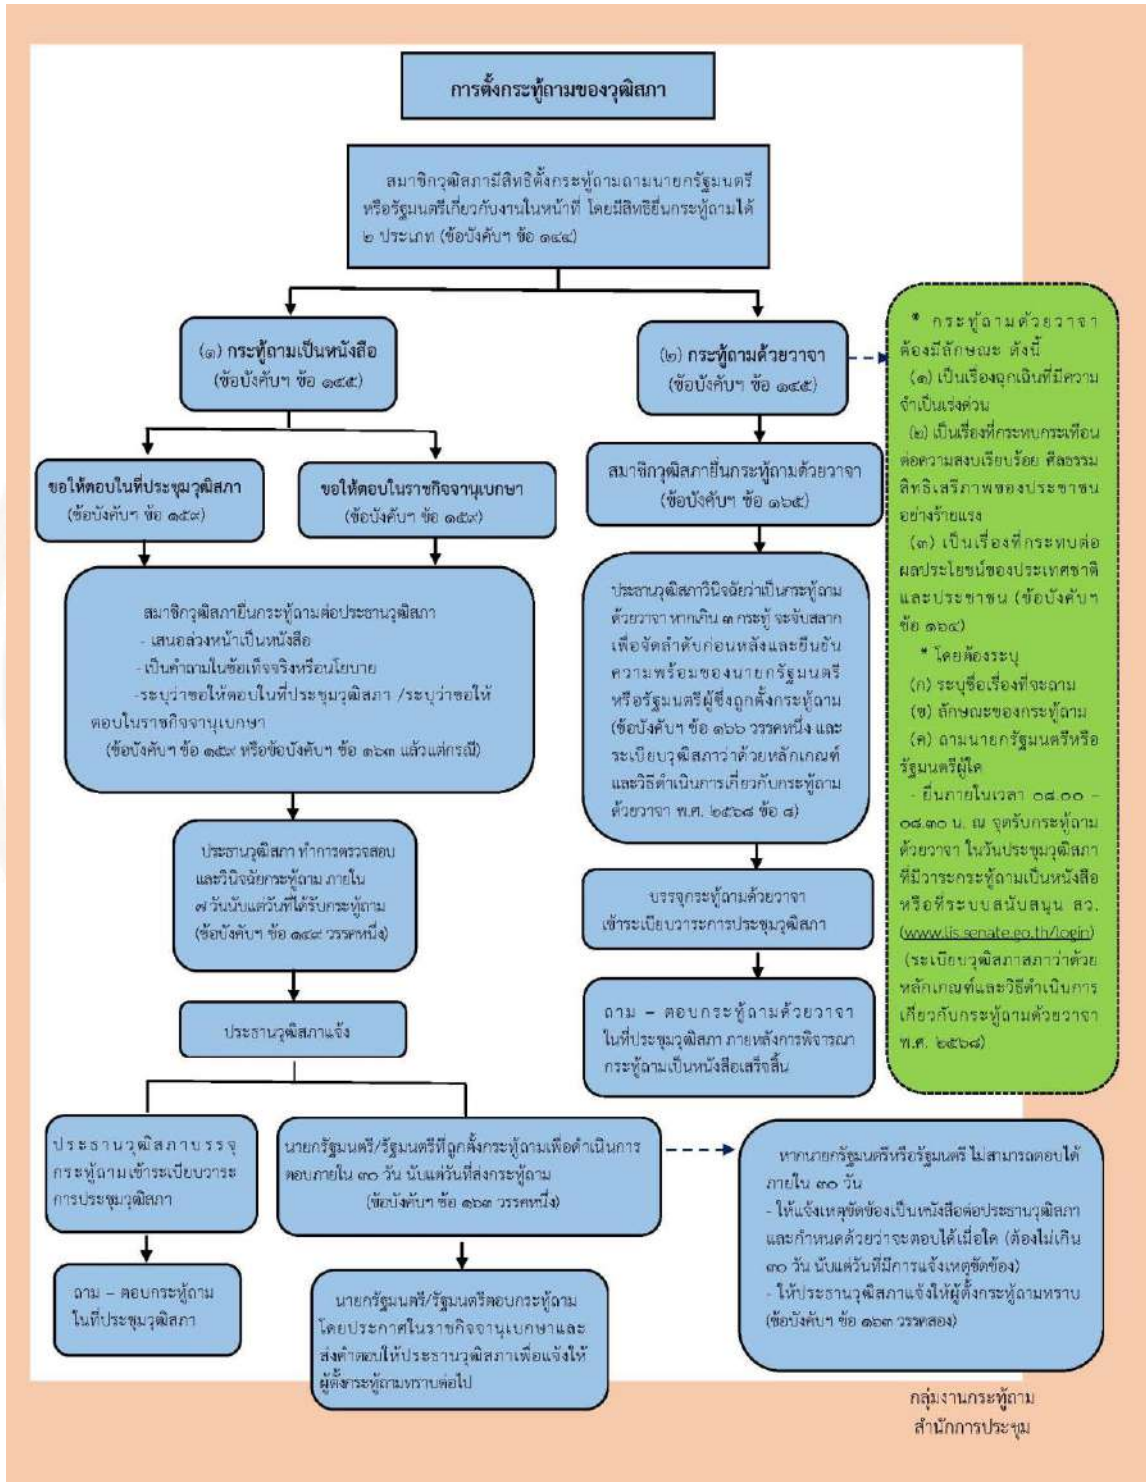 การตั้งกระทู้ถามของวุฒิสภา
สมาชิกวุฒิสภามีสิทธิตั้งกระทู้ถามถามนายกรัฐมนตรี
หรือรัฐมนตรีเกี่ยวกับงานในหน้าที่ โดยมีสิทธิยื่นกระทู้ถามได้
๒ ประเภท (ข้อบังคับฯ ข้อ ๑๔๔)
(๑) กระทู้ถามเป็นหนังสือ
(ข้อบังคับฯ ข้อ ๑๔๕)
ขอให้ตอบในที่ประชุมวุฒิสภา
(ข้อบังคับฯ ข้อ ๑๕๙)
ขอให้ตอบในราชกิจจานุเบกษา
(ข้อบังคับฯ ข้อ ๑๕๙)
สมาชิกวุฒิสภายื่นกระทู้ถามต่อประธานวุฒิสภา
- เสนอล่วงหน้าเป็นหนังสือ
- เป็นคำถามในข้อเท็จจริงหรือนโยบาย
-ระบุว่าขอให้ตอบในที่ประชุมวุฒิสภา /ระบุว่าขอให้
ตอบในราชกิจจานุเบกษา
(ข้อบังคับฯ ข้อ ๑๕๙ หรือข้อบังคับฯ ข้อ ๑๖๓ แล้วแต่กรณี)
ประธานวุฒิสภา ทำการตรวจสอบ
และวินิจฉัยกระทู้ถาม ภายใน
๗ วันนับแต่วันที่ได้รับกระทู้ถาม
(ข้อบังคับฯ ข้อ ๑๔๙ วรรคหนึ่ง)
ประธานวุฒิสภาแจ้ง
ประธานวุฒิสภาบรรจุ
กระทู้ถามเข้าระเบียบวาระ
การประชุมวุฒิสภา
ถาม – ตอบกระทู้ถาม
ในที่ประชุมวุฒิสภา
นายกรัฐมนตรี/รัฐมนตรีที่ถูกตั้งกระทู้ถามเพื่อดำเนินการ
ตอบภายใน ๓๐ วัน นับแต่วันที่ส่งกระทู้ถาม
(ข้อบังคับฯ ข้อ ๑๖๓ วรรคหนึ่ง)
นายกรัฐมนตรี/รัฐมนตรีตอบกระทู้ถาม
โดยประกาศในราชกิจจานุเบกษาและ
ส่งคำตอบให้ประธานวุฒิสภาเพื่อแจ้งให้
ผู้ตั้งกระทู้ถามทราบต่อไป
หากนายกรัฐมนตรีหรือรัฐมนตรี ไม่สามารถตอบได้
ภายใน ๓๐ วัน
- ให้แจ้งเหตุขัดข้องเป็นหนังสือต่อประธานวุฒิสภา
และกำหนดด้วยว่าจะตอบได้เมื่อใด (ต้องไม่เกิน
๓๐ วัน นับแต่วันที่มีการแจ้งเหตุขัดข้อง)
- ให้ประธานวุฒิสภาแจ้งให้ผู้ตั้งกระทู้ถามทราบ
(ข้อบังคับฯ ข้อ ๑๖๓ วรรคสอง)
(๒) กระทู้ถามด้วยวาจา
(ข้อบังคับฯ ข้อ ๑๔๕)
สมาชิกวุฒิสภายื่นกระทู้ถามด้วยวาจา
(ข้อบังคับฯ ข้อ ๑๖๕)
ประธานวุฒิสภาวินิจฉัยว่าเป็นกระทู้ถาม
ด้วยวาจา หากเกิน ๓ กระทู้ จะจับสลาก
เพื่อจัดลำดับก่อนหลังและยืนยัน
ความพร้อมของนายกรัฐมนตรี
หรือรัฐมนตรีผู้ซึ่งถูกตั้งกระทู้ถาม
(ข้อบังคับฯ ข้อ ๑๖๖ วรรคหนึ่ง และ
ระเบียบวุฒิสภาว่าด้วยหลักเกณฑ์
และวิธีดำเนินการเกี่ยวกับกระทู้ถาม
ด้วยวาจา พ.ศ. ๒๕๖๘ ข้อ ๘)
บรรจุกระทู้ถามด้วยวาจา
เข้าระเบียบวาระการประชุมวุฒิสภา
ถาม – ตอบกระทู้ถามด้วยวาจา
ในที่ประชุมวุฒิสภา ภายหลังการพิจารณา
กระทู้ถามเป็นหนังสือเสร็จสิ้น
* กระทู้ถามด้วยวาจา
ต้องมีลักษณะ ดังนี้
(๑) เป็นเรื่องฉุกเฉินที่มีความ
จำเป็นเร่งด่วน
(๒) เป็นเรื่องที่กระทบกระเทือน
ต่อความสงบเรียบร้อย ศีลธรรม
สิทธิเสรีภาพของประชาชน
อย่างร้ายแรง
(๓) เป็นเรื่องที่กระทบต่อ
ผลประโยชน์ของประเทศชาติ
และประชาชน (ข้อบังคับฯ
ข้อ ๑๖๔)
* โดยต้องระบุ
(ก) ระบุชื่อเรื่องที่จะถาม
(ข) ลักษณะของกระทู้ถาม
(ค) ถามนายกรัฐมนตรีหรือ
รัฐมนตรีผู้ใด
- ยื่นภายในเวลา ๐๘.๐๐ –
๐๘.๓๐ น. ณ จุดรับกระทู้ถาม
ด้วยวาจา ในวันประชุมวุฒิสภา
ที่มีวาระกระทู้ถามเป็นหนังสือ
หรือที่ระบบสนับสนุน สว.
(www.lis.senate.go.th/login)
(ระเบียบวุฒิสภาสภาว่าด้วย
หลักเกณฑ์และวิธีดำเนินการ
เกี่ยวกับกระทู้ถามด้วยวาจา
พ.ศ. ๒๕๖๘)
กลุ่มงานกระทู้ถาม
สำนักการประชุม